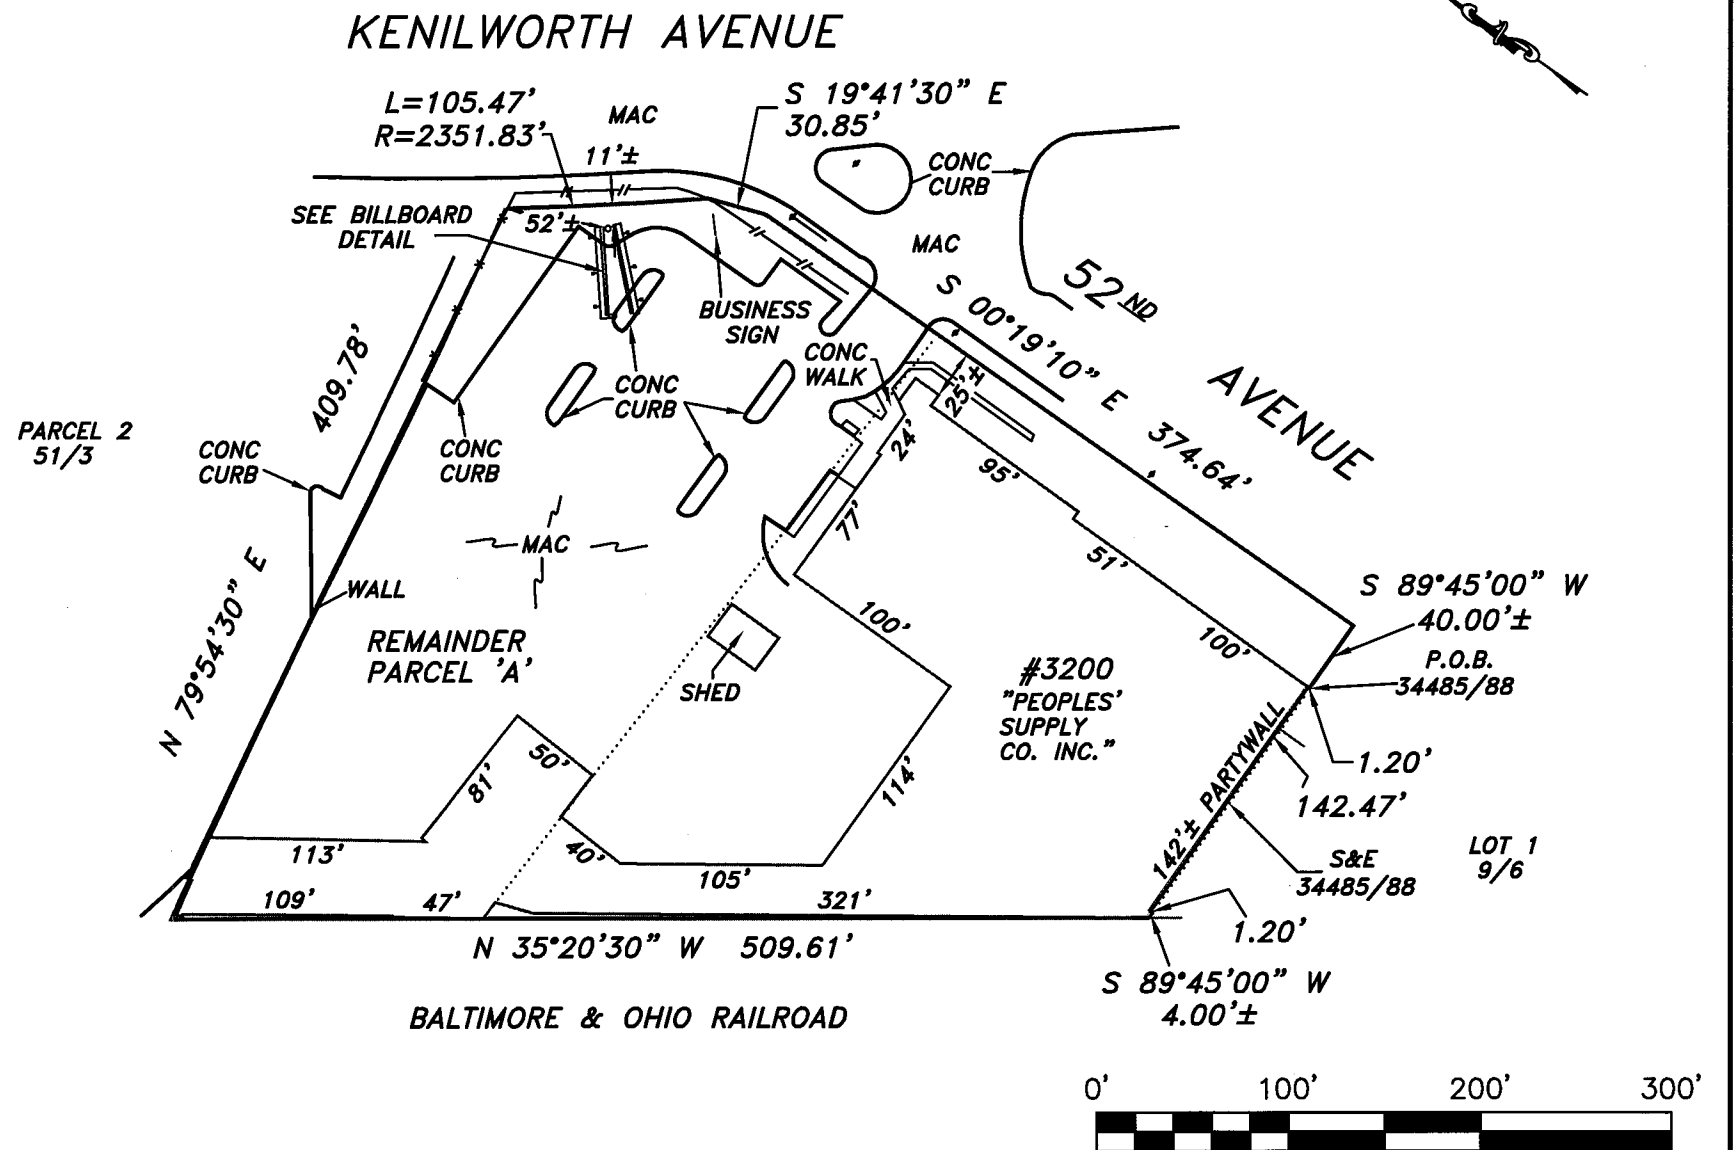 KENILWORTH AVENUE
L=105.47'
R=2351.83'
MAC
S 19°41'30" E
30.85'
11'±
CONC
CURB
SEE BILLBOARD
DETAIL
52'±
MAC
52ND
AVENUE
S 00°19'10" E 374.64'
BUSINESS
SIGN
CONC
WALK
25'±
409.78'
CONC
CURB
PARCEL 2
51/3
CONC
CURB
CONC
CURB
24'
95'
77'
MAC
51'
N 79°54'30" E
WALL
S 89°45'00" W
40.00'±
100'
100'
REMAINDER
PARCEL 'A'
SHED
#3200
"PEOPLES'
SUPPLY
CO. INC."
P.O.B.
34485/88
1.20'
142.47'
142'± PARTYWALL
50'
81'
114'
113'
40'
105'
S&E
34485/88
LOT 1
9/6
109'
47'
321'
1.20'
N 35°20'30" W 509.61'
S 89°45'00" W
4.00'±
BALTIMORE & OHIO RAILROAD
0' 100' 200' 300'